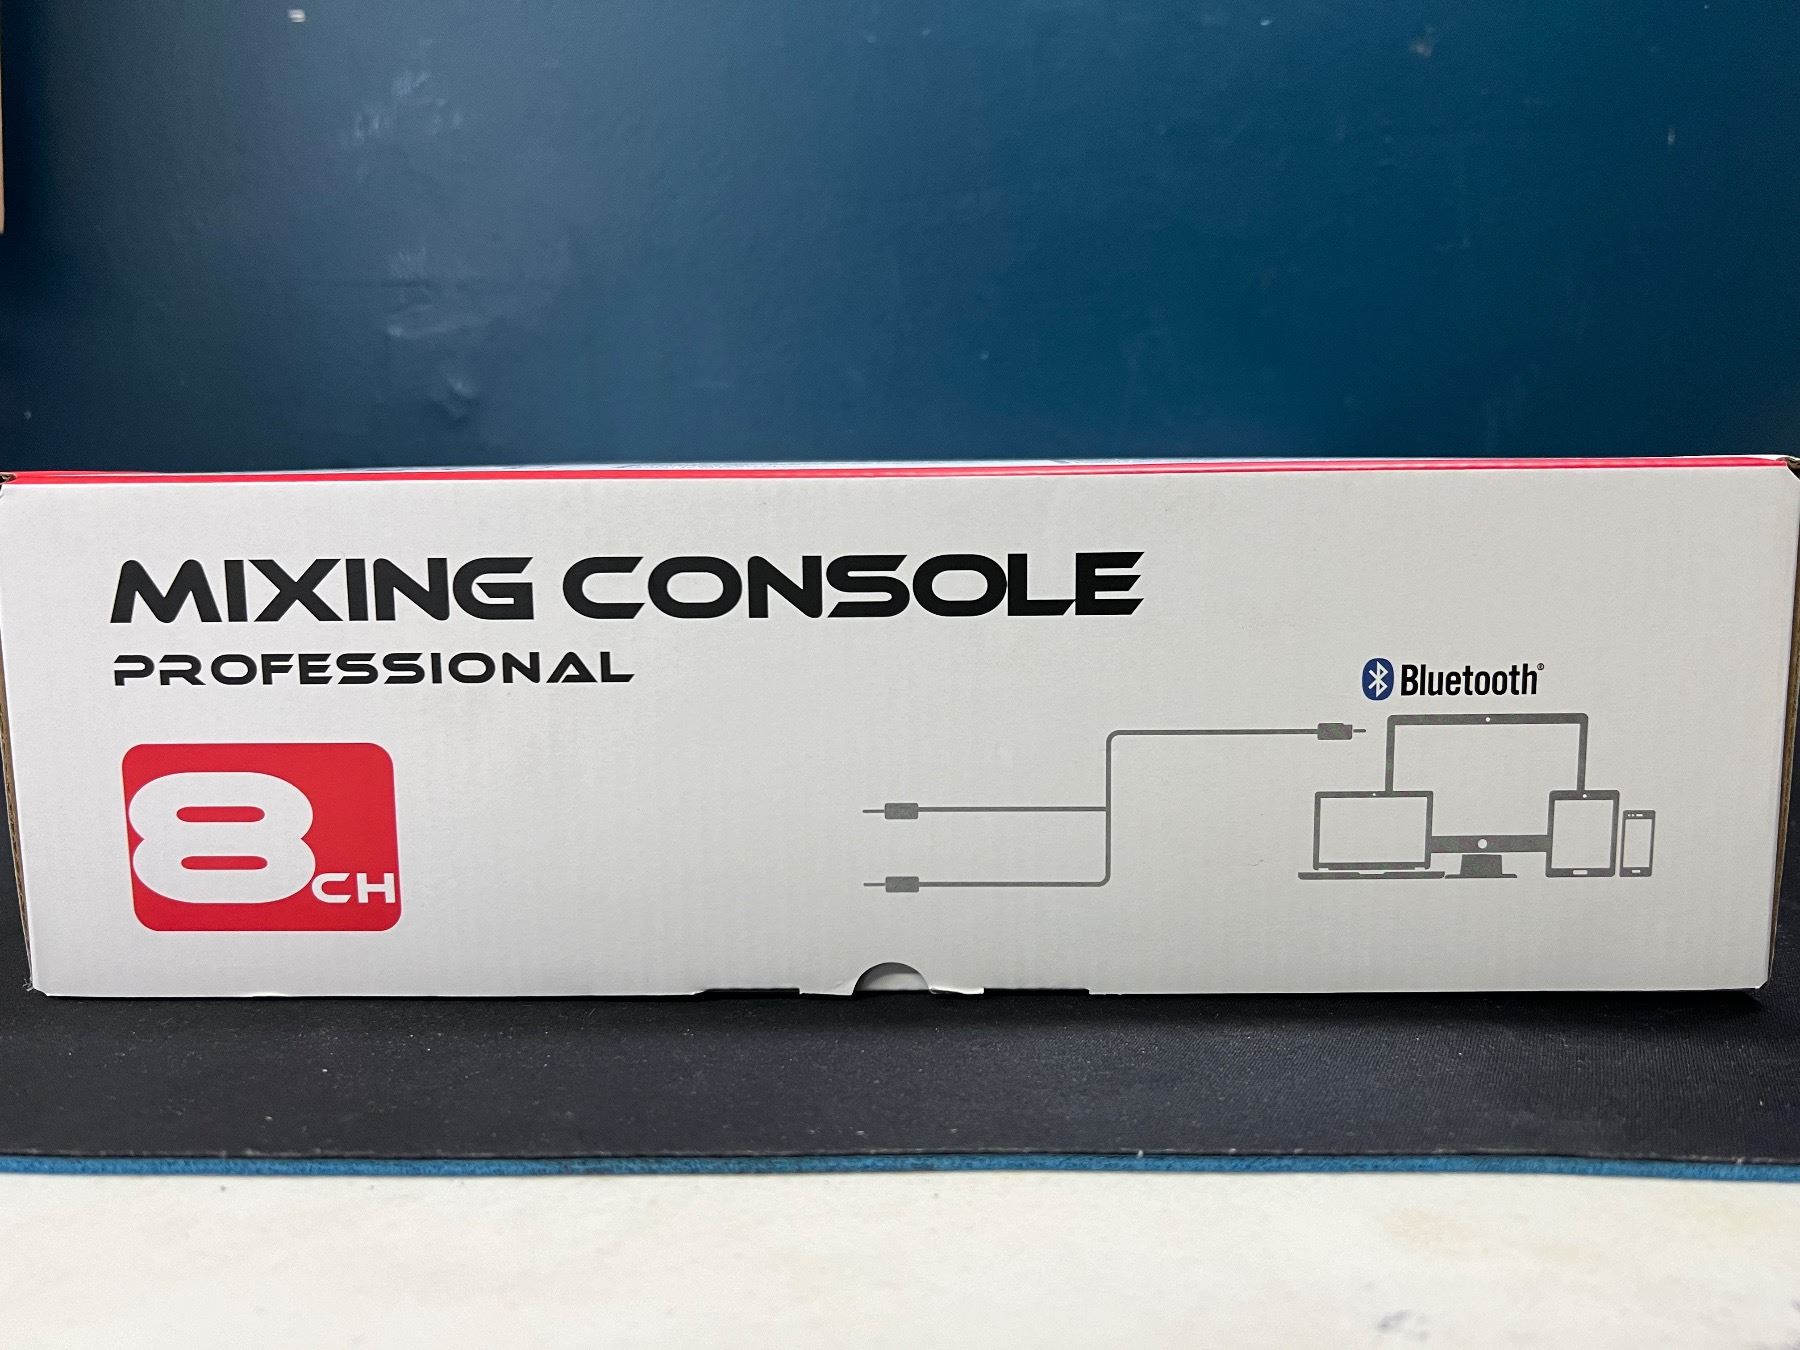 MIXING CONSOLE
PROFESSIONAL
8CH
Bluetooth®